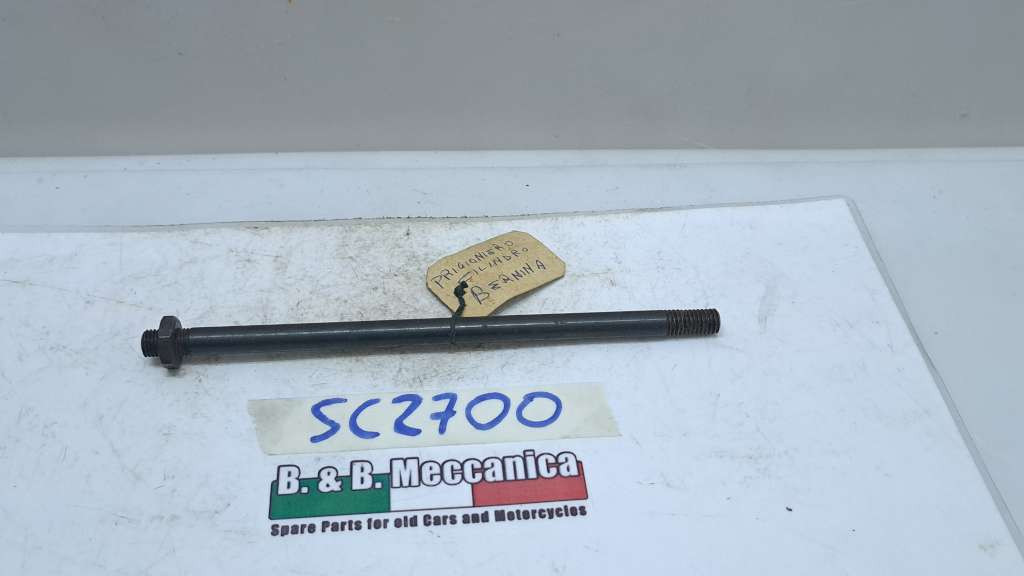 PRIGIONIERO
CILINDRO
BERNINA
SC2700
B. & B. Meccanica
Spare Parts for old Cars and Motorcycles